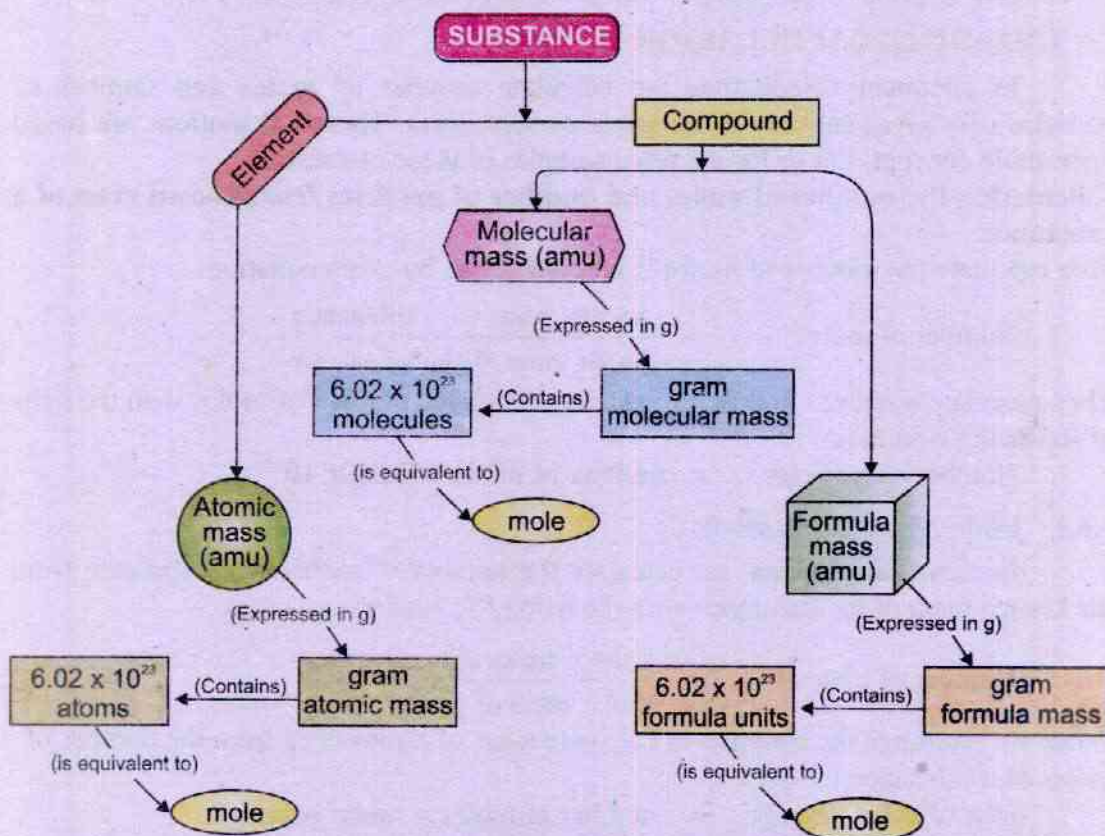 SUBSTANCE
Element
Compound
Molecular
mass (amu)
(Expressed in g)
6.02 x 10²³
molecules
(Contains)
gram
molecular mass
(is equivalent to)
mole
Atomic
mass
(amu)
Formula
mass
(amu)
(Expressed in g)
(Expressed in g)
6.02 x 10²³
atoms
(Contains)
gram
atomic mass
6.02 x 10²³
formula units
(Contains)
gram
formula mass
(is equivalent to)
mole
(is equivalent to)
mole